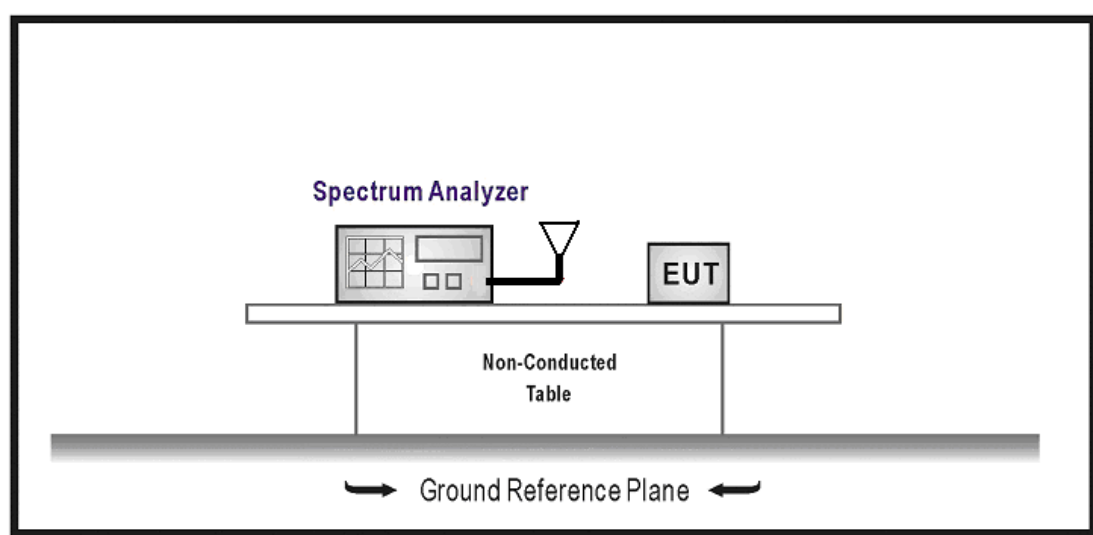 Spectrum Analyzer
EUT
Non-Conducted
Table
Ground Reference Plane